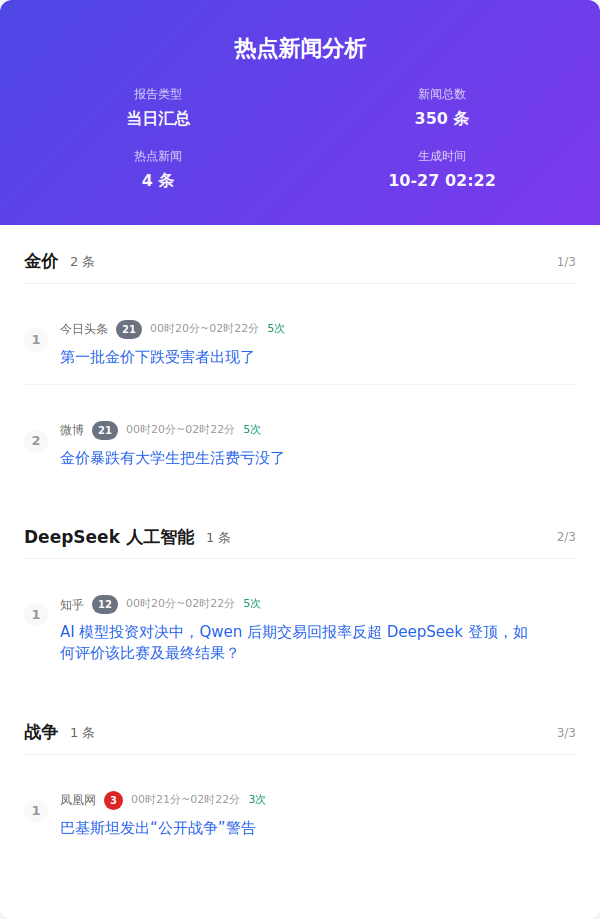 热点新闻分析
报告类型
当日汇总
新闻总数
350 条
热点新闻
4 条
生成时间
10-27 02:22
金价 2 条 1/3
1
今日头条 21 00时20分~02时22分 5次
第一批金价下跌受害者出现了
2
微博 21 00时20分~02时22分 5次
金价暴跌有大学生把生活费亏没了
DeepSeek 人工智能 1 条 2/3
1
知乎 12 00时20分~02时22分 5次
AI 模型投资对决中，Qwen 后期交易回报率反超 DeepSeek 登顶，如
何评价该比赛及最终结果？
战争 1 条 3/3
1
凤凰网 3 00时21分~02时22分 3次
巴基斯坦发出“公开战争”警告